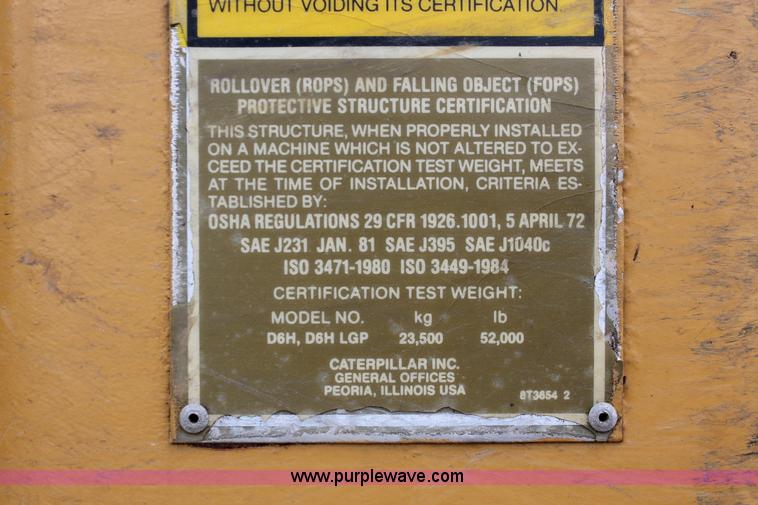 WITHOUT VOIDING ITS CERTIFICATION.
ROLLOVER (ROPS) AND FALLING OBJECT (FOPS)
PROTECTIVE STRUCTURE CERTIFICATION
THIS STRUCTURE, WHEN PROPERLY INSTALLED
ON A MACHINE WHICH IS NOT ALTERED TO EX-
CEED THE CERTIFICATION TEST WEIGHT, MEETS
AT THE TIME OF INSTALLATION, CRITERIA ES-
TABLISHED BY:
OSHA REGULATIONS 29 CFR 1926.1001, 5 APRIL 72
SAE J231 JAN. 81 SAE J395 SAE J1040c
ISO 3471-1980 ISO 3449-1984
CERTIFICATION TEST WEIGHT:
MODEL NO. kg lb
D6H, D6H LGP 23,500 52,000
CATERPILLAR INC.
GENERAL OFFICES
PEORIA, ILLINOIS USA
8T3654 2
www.purplewave.com